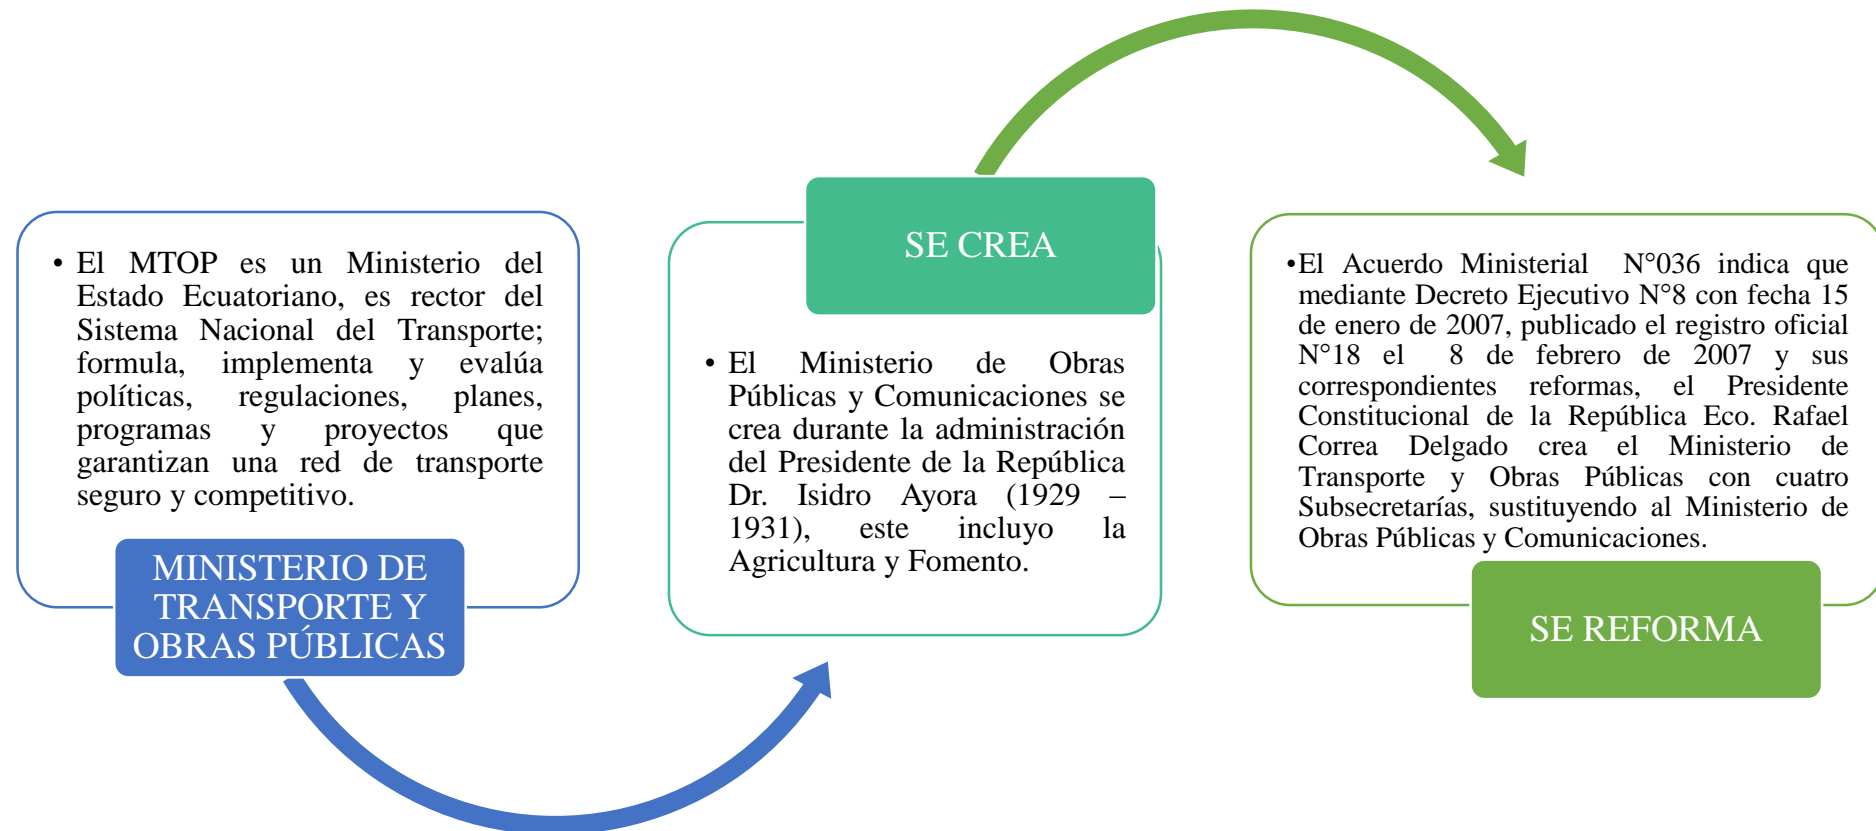 • El MTOP es un Ministerio del
Estado Ecuatoriano, es rector del
Sistema Nacional del Transporte;
formula, implementa y evalúa
políticas, regulaciones, planes,
programas y proyectos que
garantizan una red de transporte
seguro y competitivo.
MINISTERIO DE
TRANSPORTE Y
OBRAS PÚBLICAS
SE CREA
• El Ministerio de Obras
Públicas y Comunicaciones se
crea durante la administración
del Presidente de la República
Dr. Isidro Ayora (1929 –
1931), este incluyo la
Agricultura y Fomento.
•El Acuerdo Ministerial N°036 indica que
mediante Decreto Ejecutivo N°8 con fecha 15
de enero de 2007, publicado el registro oficial
N°18 el 8 de febrero de 2007 y sus
correspondientes reformas, el Presidente
Constitucional de la República Eco. Rafael
Correa Delgado crea el Ministerio de
Transporte y Obras Públicas con cuatro
Subsecretarías, sustituyendo al Ministerio de
Obras Públicas y Comunicaciones.
SE REFORMA